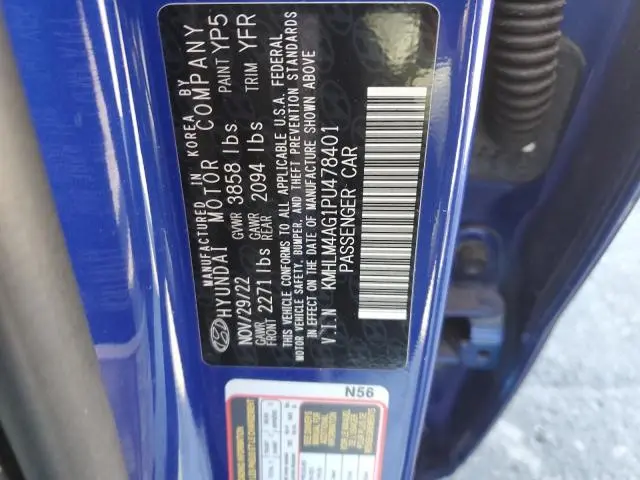 MANUFACTURED IN KOREA BY
HYUNDAI MOTOR COMPANY
NOV/29/22 GVWR 3858 lbs PAINT YP5
GAWR FRONT 2271 lbs GAWR REAR 2094 lbs TRIM YFR
THIS VEHICLE CONFORMS TO ALL APPLICABLE U.S.A. FEDERAL
MOTOR VEHICLE SAFETY, BUMPER, AND THEFT PREVENTION STANDARDS
IN EFFECT ON THE DATE OF MANUFACTURE SHOWN ABOVE
V.I.N KMHLM4AG1PU478401
PASSENGER CAR
N56